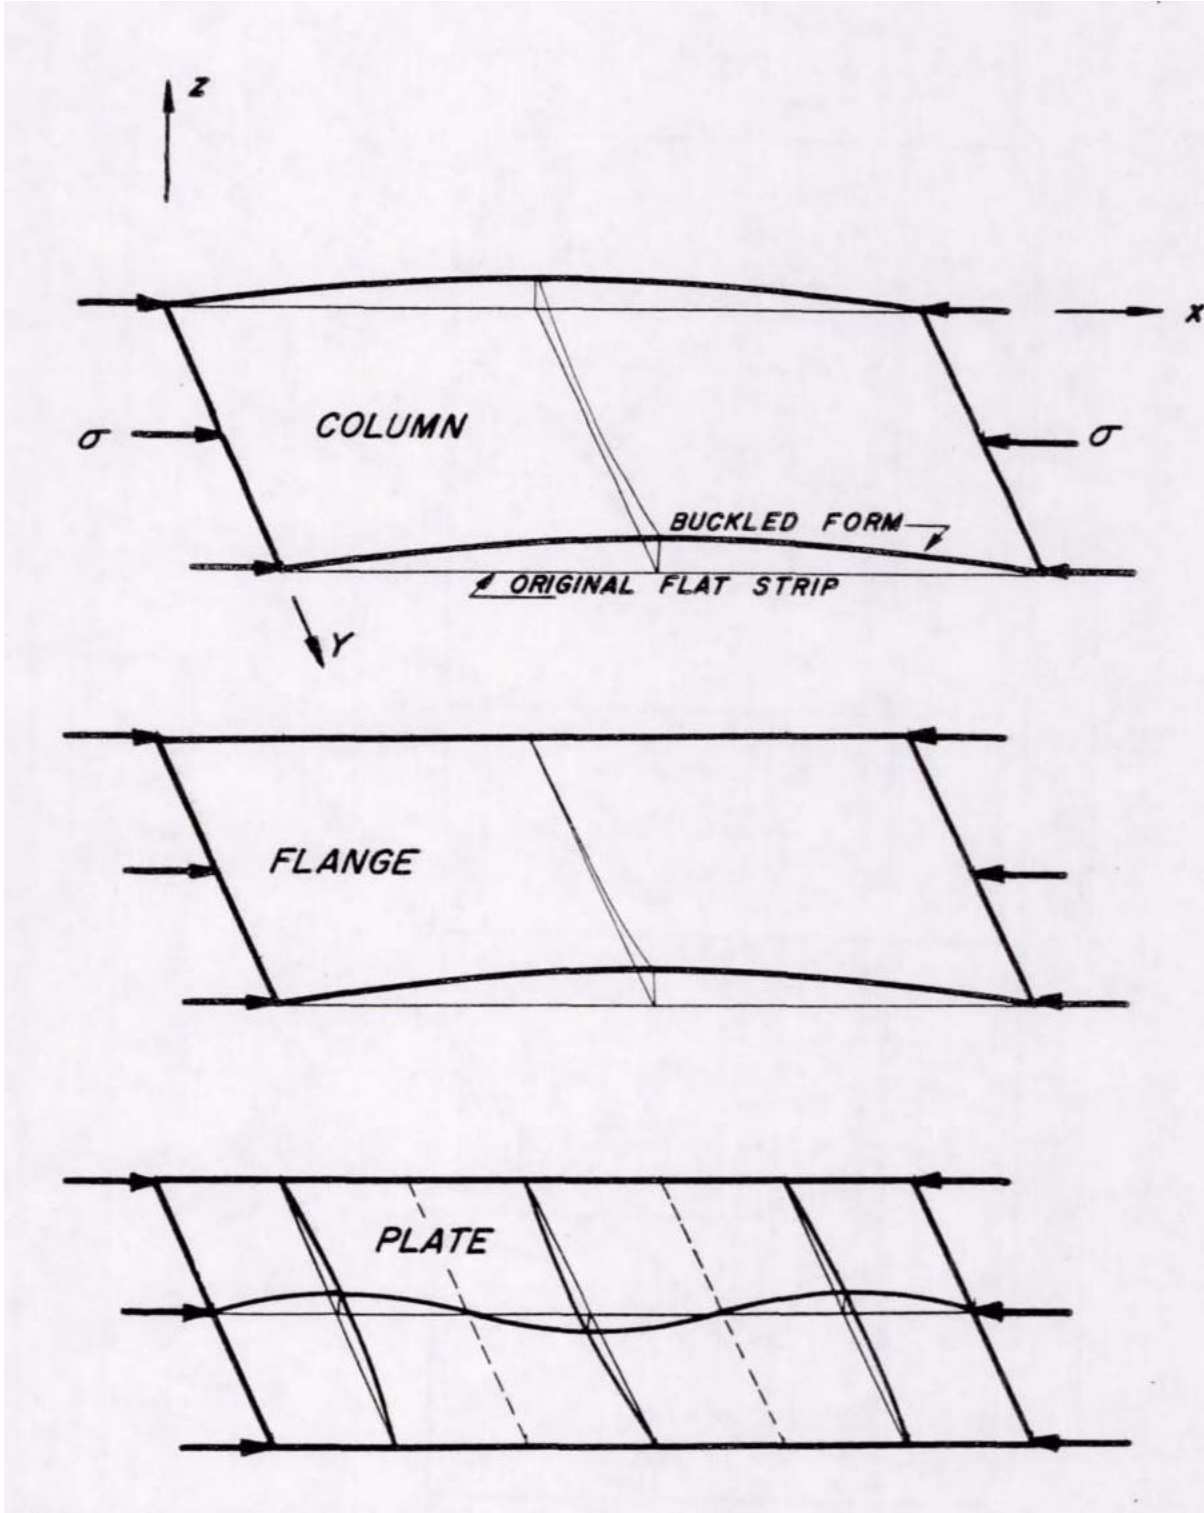 Z
X
COLUMN
σ
σ
BUCKLED FORM
ORIGINAL FLAT STRIP
Y
FLANGE
PLATE